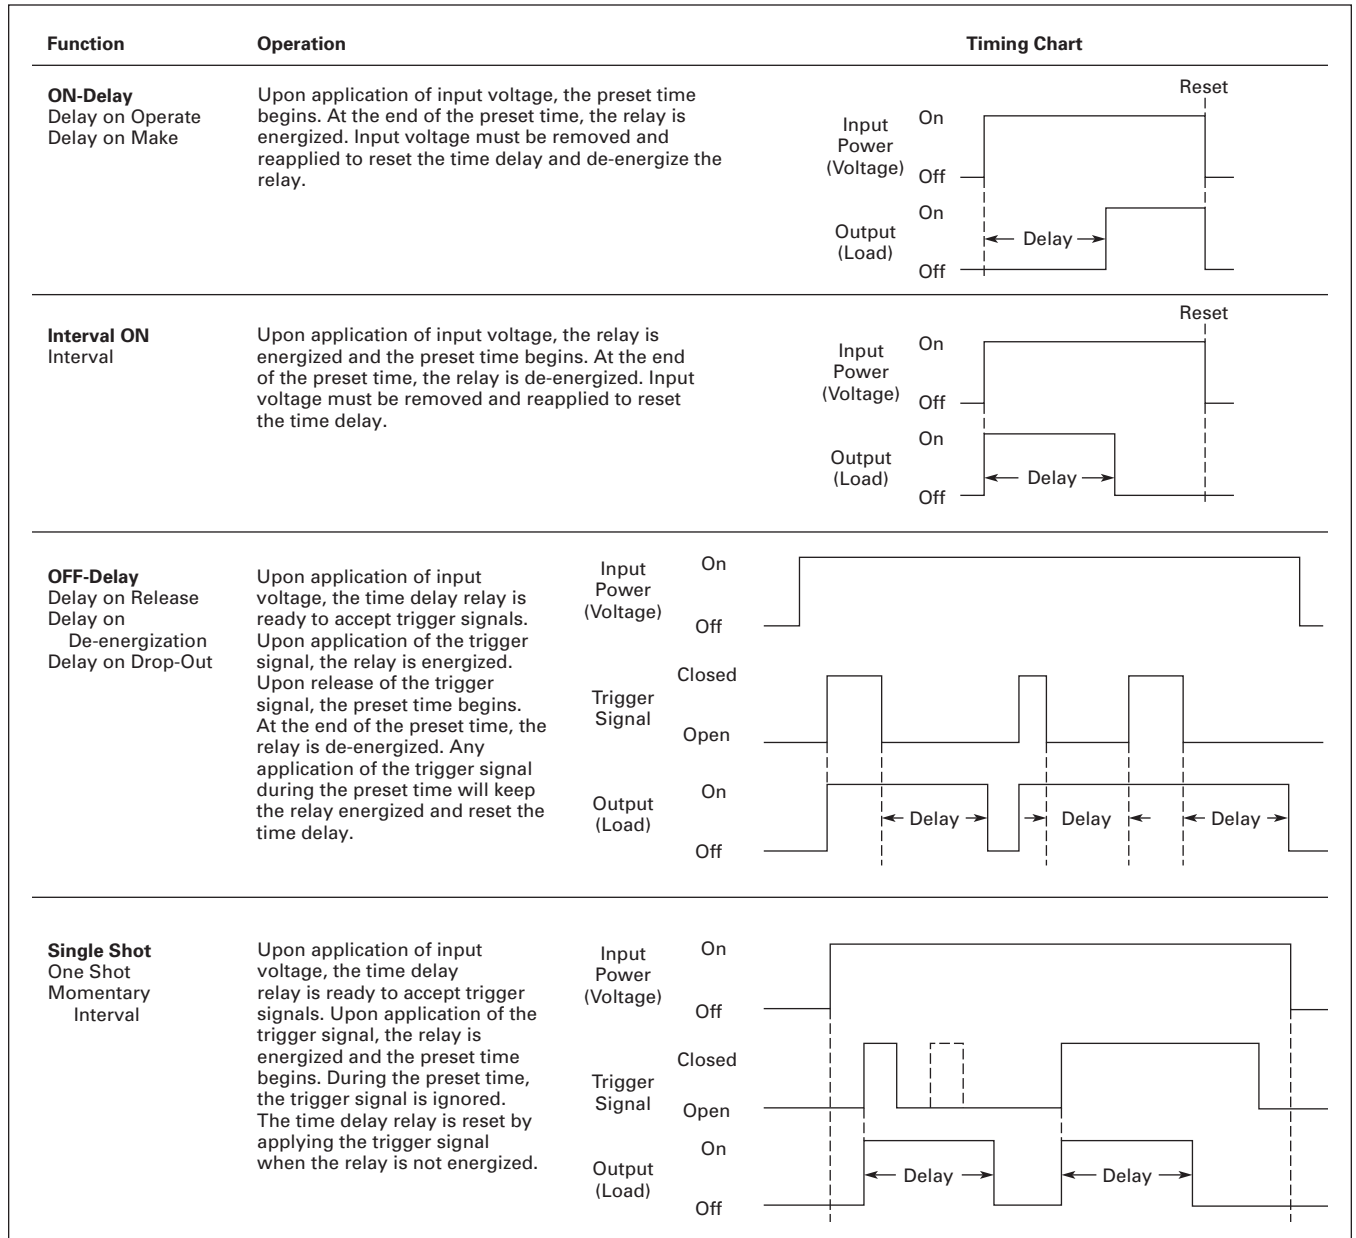 Function
Operation
Timing Chart
ON-Delay
Delay on Operate
Delay on Make
Upon application of input voltage, the preset time
begins. At the end of the preset time, the relay is
energized. Input voltage must be removed and
reapplied to reset the time delay and de-energize the
relay.
Reset
Input
Power
(Voltage)
On
Off
Output
(Load)
On
Off
Delay
Interval ON
Interval
Upon application of input voltage, the relay is
energized and the preset time begins. At the end
of the preset time, the relay is de-energized. Input
voltage must be removed and reapplied to reset
the time delay.
Reset
Input
Power
(Voltage)
On
Off
Output
(Load)
On
Off
Delay
OFF-Delay
Delay on Release
Delay on
De-energization
Delay on Drop-Out
Upon application of input
voltage, the time delay relay is
ready to accept trigger signals.
Upon application of the trigger
signal, the relay is energized.
Upon release of the trigger
signal, the preset time begins.
At the end of the preset time, the
relay is de-energized. Any
application of the trigger signal
during the preset time will keep
the relay energized and reset the
time delay.
Input
Power
(Voltage)
On
Off
Trigger
Signal
Closed
Open
Output
(Load)
On
Off
Delay
Delay
Delay
Single Shot
One Shot
Momentary
Interval
Upon application of input
voltage, the time delay
relay is ready to accept trigger
signals. Upon application of the
trigger signal, the relay is
energized and the preset time
begins. During the preset time,
the trigger signal is ignored.
The time delay relay is reset by
applying the trigger signal
when the relay is not energized.
Input
Power
(Voltage)
On
Off
Trigger
Signal
Closed
Open
Output
(Load)
On
Off
Delay
Delay